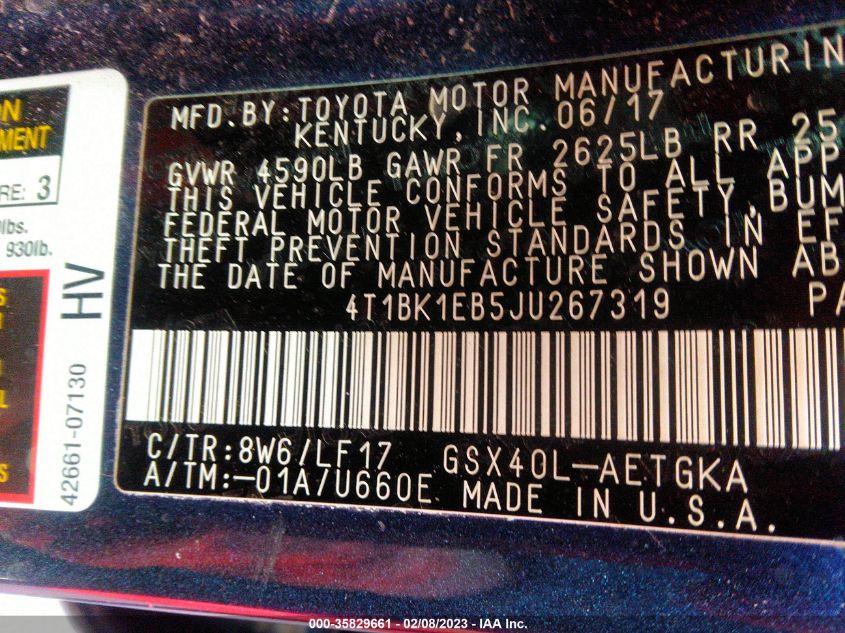 ON
MENT
RE: 3
lbs.
930lb.
HV
42661-07130
S
T
L
S
MFD.BY:TOYOTA MOTOR MANUFACTURIN
KENTUCKY,INC.06/17
GVWR 4590LB GAWR FR 2625LB RR 25
THIS VEHICLE CONFORMS TO ALL APP
FEDERAL MOTOR VEHICLE SAFETY,BUM
THEFT PREVENTION STANDARDS IN EF
THE DATE OF MANUFACTURE SHOWN AB
4T1BK1EB5JU267319 PA
C/TR:8W6/LF17 GSX40L-AETGKA
A/TM:-01A/U660E MADE IN U.S.A.
000-35829661 - 02/08/2023 - IAA Inc.